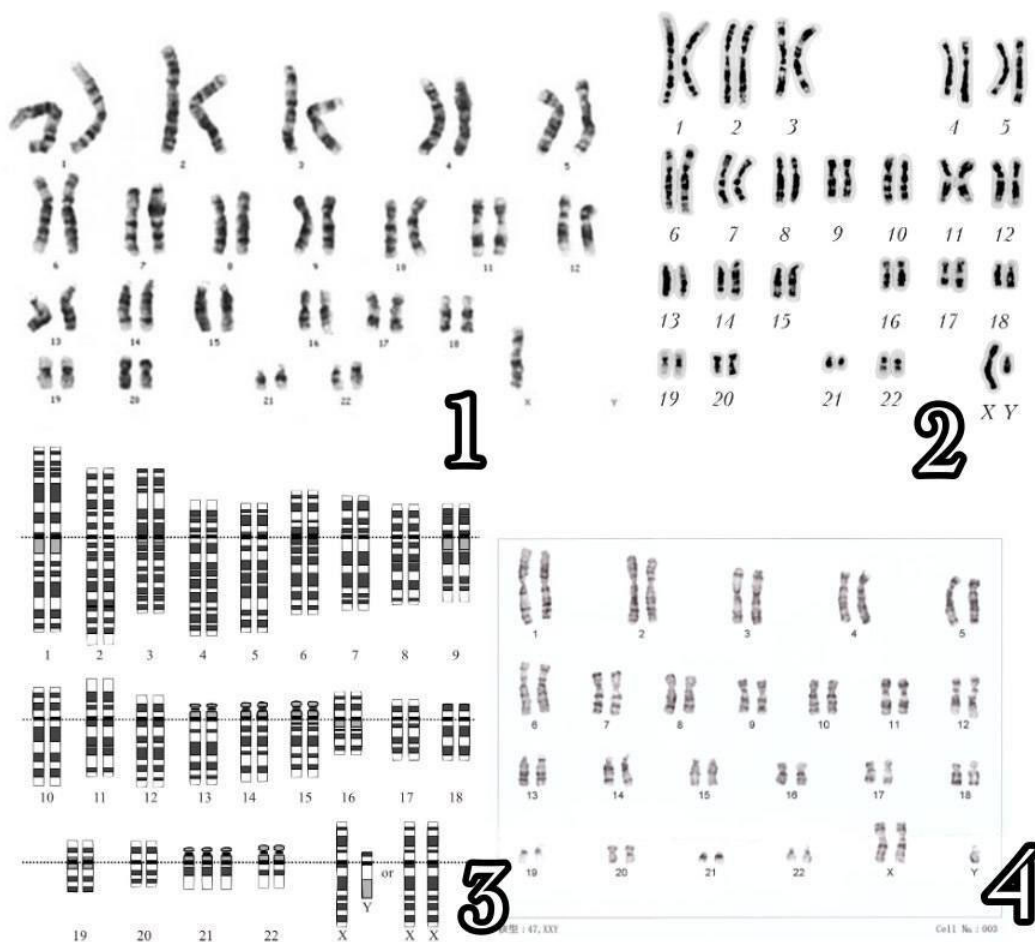 1 2 3 4 5
6 7 8 9 10 11 12
13 14 15 16 17 18
19 20 21 22 X Y
1
1 2 3 4 5
6 7 8 9 10 11 12
13 14 15 16 17 18
19 20 21 22 X Y
2
1 2 3 4 5 6 7 8 9
10 11 12 13 14 15 16 17 18
or
Y
19 20 21 22 X X X
3
1 2 3 4 5
6 7 8 9 10 11 12
13 14 15 16 17 18
19 20 21 22 X Y
4
型：47,XXY Cell No.：003